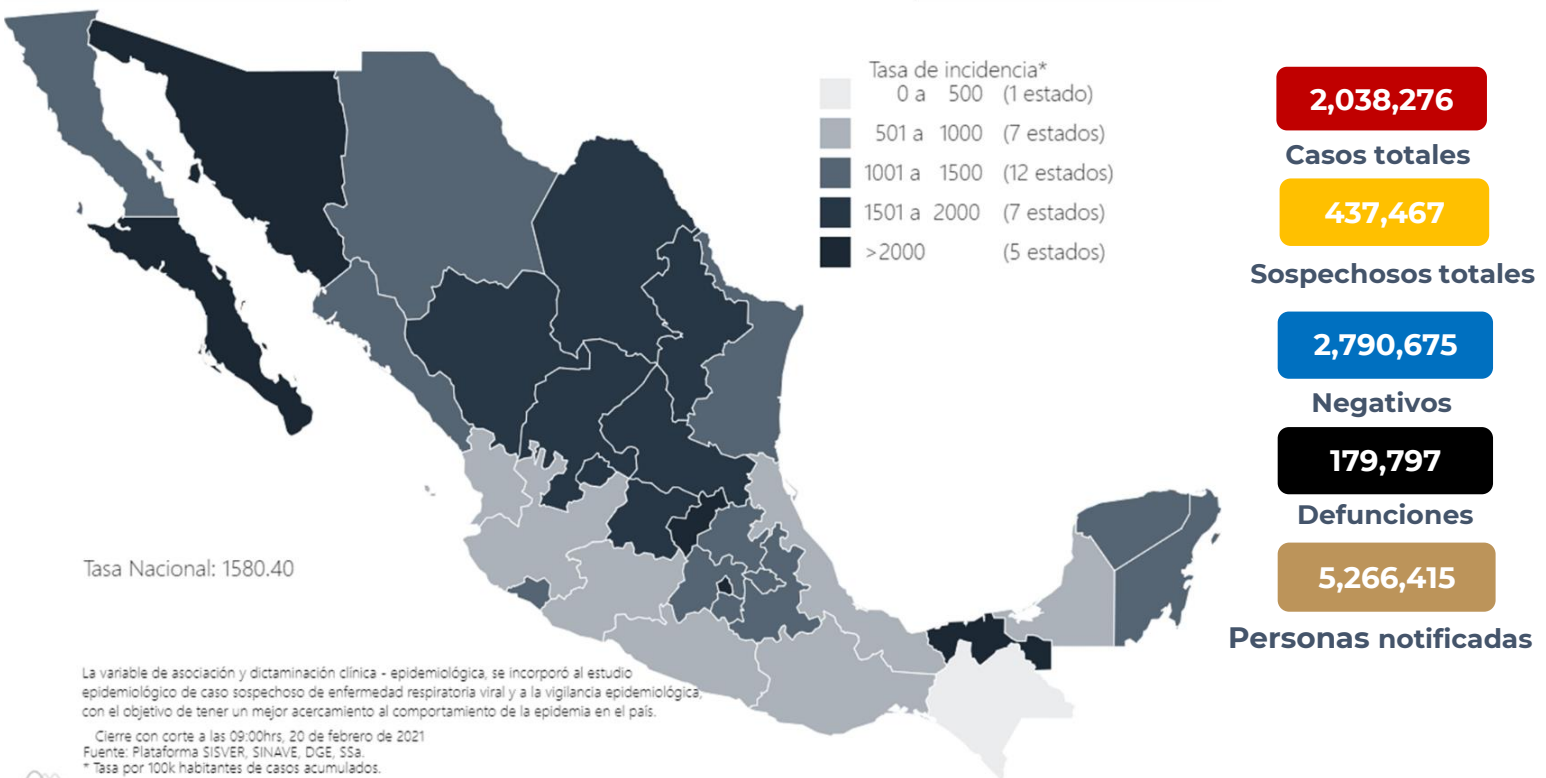 Tasa de incidencia*
0 a 500 (1 estado)
501 a 1000 (7 estados)
1001 a 1500 (12 estados)
1501 a 2000 (7 estados)
>2000 (5 estados)
2,038,276
Casos totales
437,467
Sospechosos totales
2,790,675
Negativos
179,797
Defunciones
5,266,415
Personas notificadas
Tasa Nacional: 1580.40
La variable de asociación y dictaminación clínica - epidemiológica, se incorporó al estudio
epidemiológico de caso sospechoso de enfermedad respiratoria viral y a la vigilancia epidemiológica,
con el objetivo de tener un mejor acercamiento al comportamiento de la epidemia en el país.
Cierre con corte a las 09:00hrs, 20 de febrero de 2021
Fuente: Plataforma SISVER, SINAVE, DGE, SSa.
* Tasa por 100k habitantes de casos acumulados.